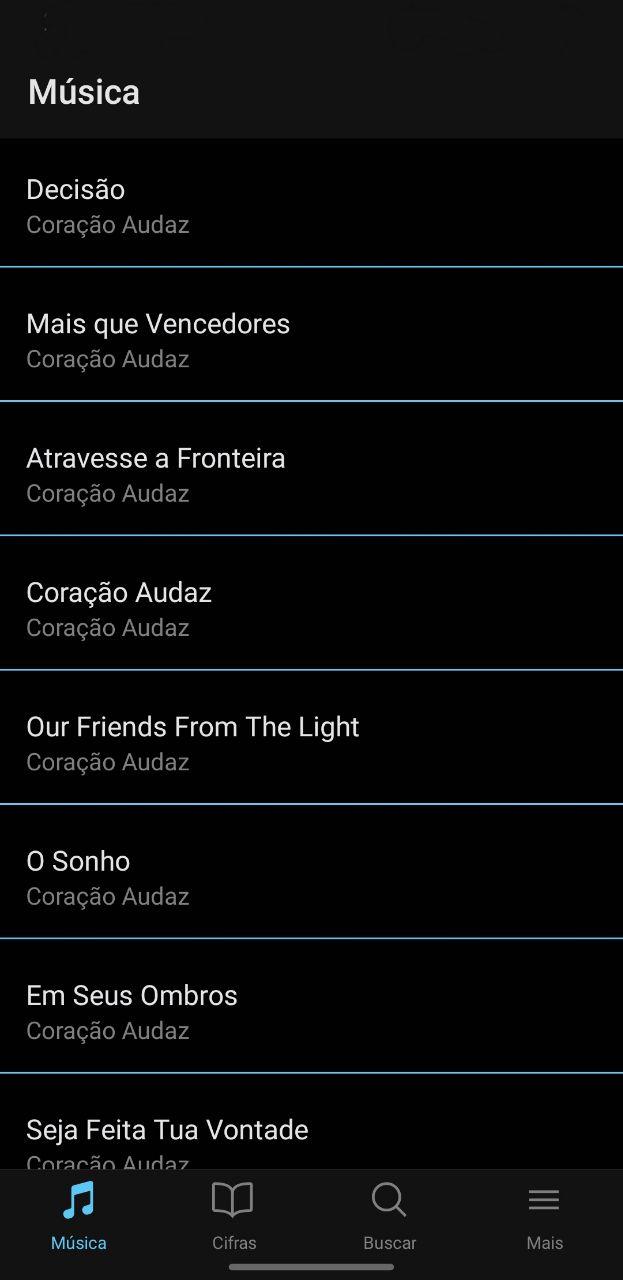 Música
Decisão
Coração Audaz
Mais que Vencedores
Coração Audaz
Atravesse a Fronteira
Coração Audaz
Coração Audaz
Coração Audaz
Our Friends From The Light
Coração Audaz
O Sonho
Coração Audaz
Em Seus Ombros
Coração Audaz
Seja Feita Tua Vontade
Coração Audaz
Música Cifras Buscar Mais